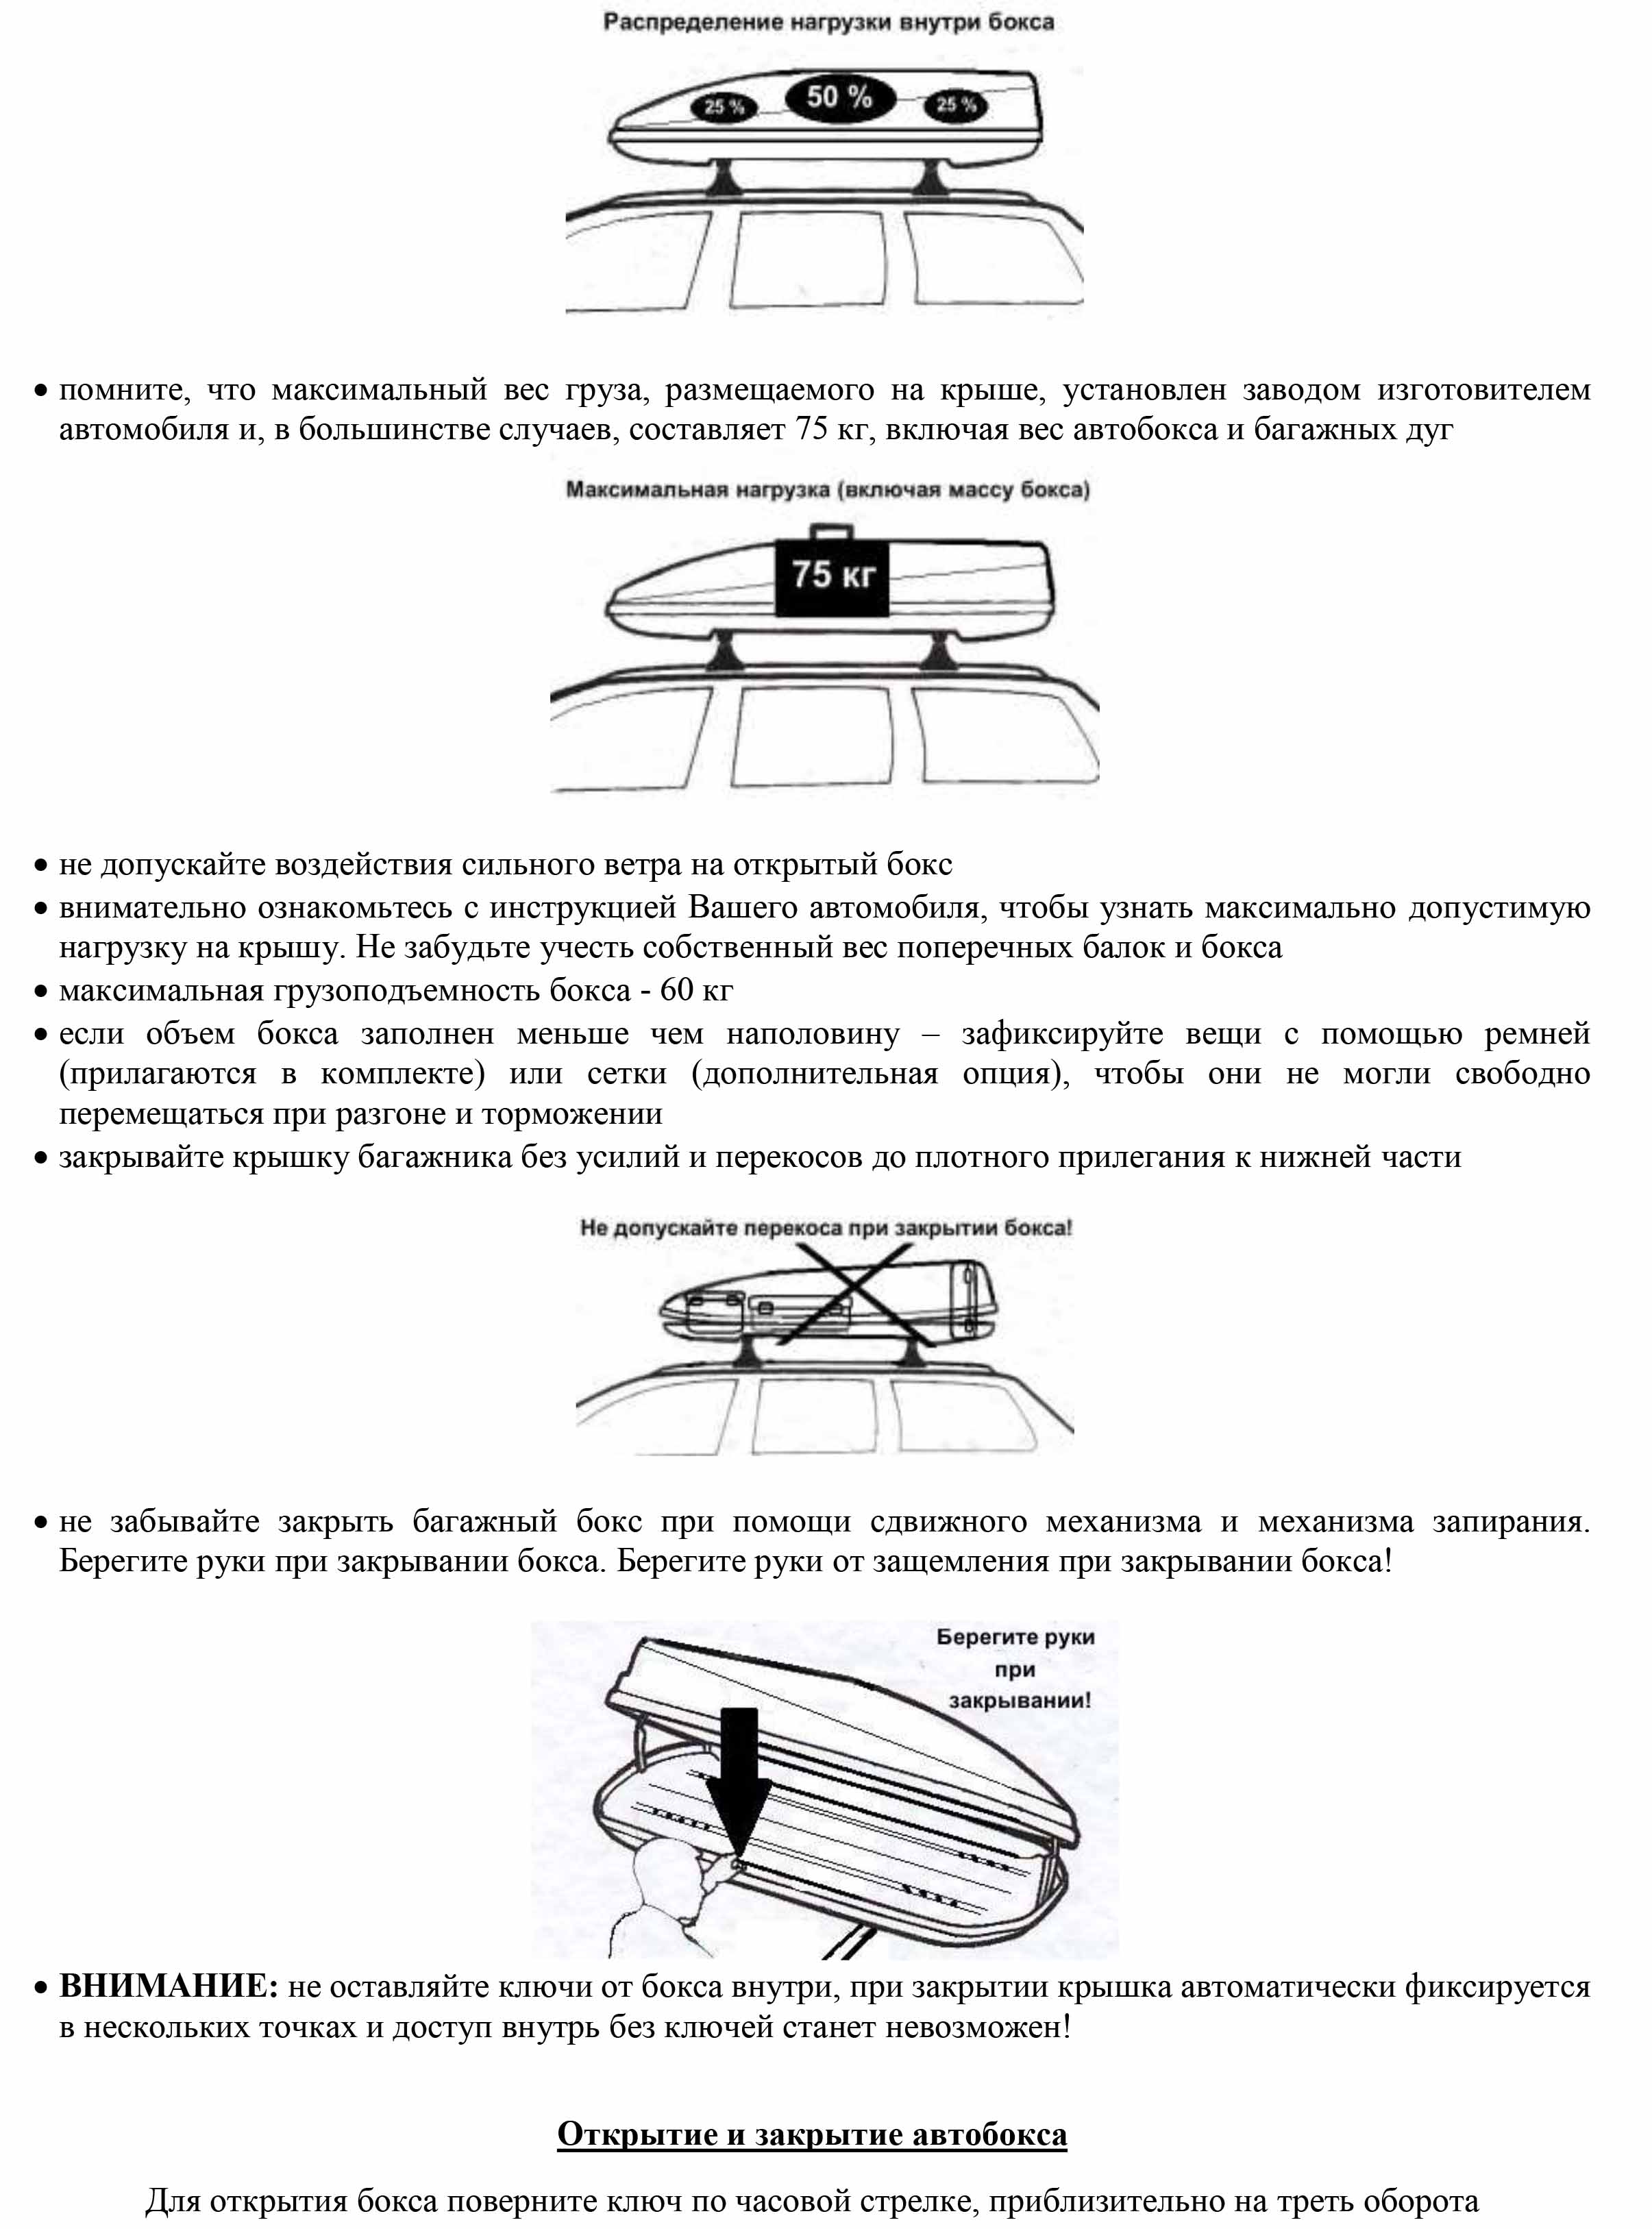 Распределение нагрузки внутри бокса
25 %
50 %
25 %
• помните, что максимальный вес груза, размещаемого на крыше, установлен заводом изготовителем
автомобиля и, в большинстве случаев, составляет 75 кг, включая вес автобокса и багажных дуг
Максимальная нагрузка (включая массу бокса)
75 кг
• не допускайте воздействия сильного ветра на открытый бокс
• внимательно ознакомьтесь с инструкцией Вашего автомобиля, чтобы узнать максимально допустимую
нагрузку на крышу. Не забудьте учесть собственный вес поперечных балок и бокса
• максимальная грузоподъемность бокса - 60 кг
• если объем бокса заполнен меньше чем наполовину – зафиксируйте вещи с помощью ремней
(прилагаются в комплекте) или сетки (дополнительная опция), чтобы они не могли свободно
перемещаться при разгоне и торможении
• закрывайте крышку багажника без усилий и перекосов до плотного прилегания к нижней части
Не допускайте перекоса при закрытии бокса!
• не забывайте закрыть багажный бокс при помощи сдвижного механизма и механизма запирания.
Берегите руки при закрывании бокса. Берегите руки от защемления при закрывании бокса!
Берегите руки
при
закрывании!
• ВНИМАНИЕ: не оставляйте ключи от бокса внутри, при закрытии крышка автоматически фиксируется
в нескольких точках и доступ внутрь без ключей станет невозможен!
Открытие и закрытие автобокса
Для открытия бокса поверните ключ по часовой стрелке, приблизительно на треть оборота